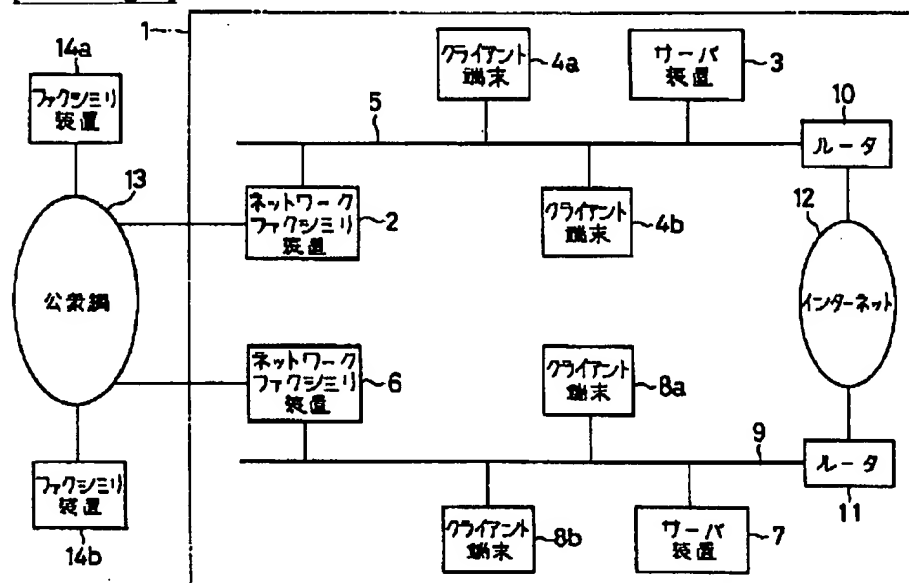 1
14a
ファクシミリ
装置
クライアント
端末
4a
サーバ
装置
3
5
10
ルータ
13
ネットワーク
ファクシミリ
装置
2
クライアント
端末
4b
12
公衆網
インターネット
ネットワーク
ファクシミリ
装置
6
クライアント
端末
8a
9
ルータ
11
ファクシミリ
装置
14b
クライアント
端末
8b
サーバ
装置
7